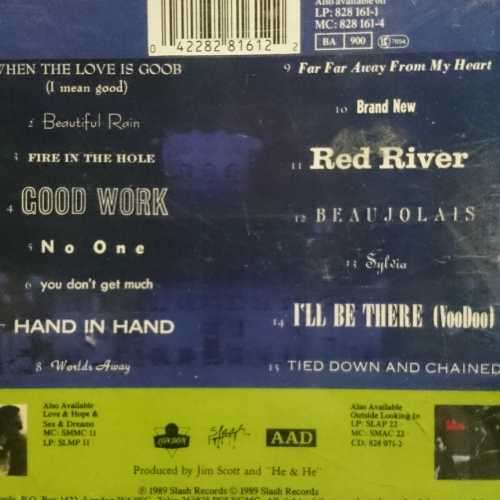 Also available on
LP: 828 161-1
MC: 828 161-4
BA 900
0 42282 81612 2
WHEN THE LOVE IS GOOB
(I mean good)
2 Beautiful Rain
3 FIRE IN THE HOLE
4 GOOD WORK
5 No One
6 you don't get much
7 HAND IN HAND
8 Worlds Away
9 Far Far Away From My Heart
10 Brand New
11 Red River
12 BEAUJOLAIS
13 Sylvia
14 I'LL BE THERE (VooDoo)
15 TIED DOWN AND CHAINED
Also Available
Love & Hope &
Sex & Dreams
MC: SMMC 11
LP: SLMP 11
LONDON
Slash
AAD
Also Available
Outside Looking In
LP: SLAP 22
MC: SMAC 22
CD: 828 071-2
Produced by Jim Scott and "He & He"
℗ 1989 Slash Records © 1989 Slash Records